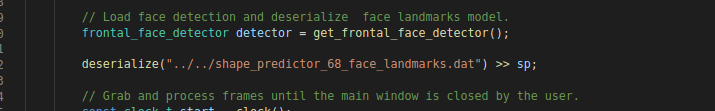 // Load face detection and deserialize  face landmarks model.
frontal_face_detector detector = get_frontal_face_detector();
deserialize("../../shape_predictor_68_face_landmarks.dat") >> sp;
// Grab and process frames until the main window is closed by the user.